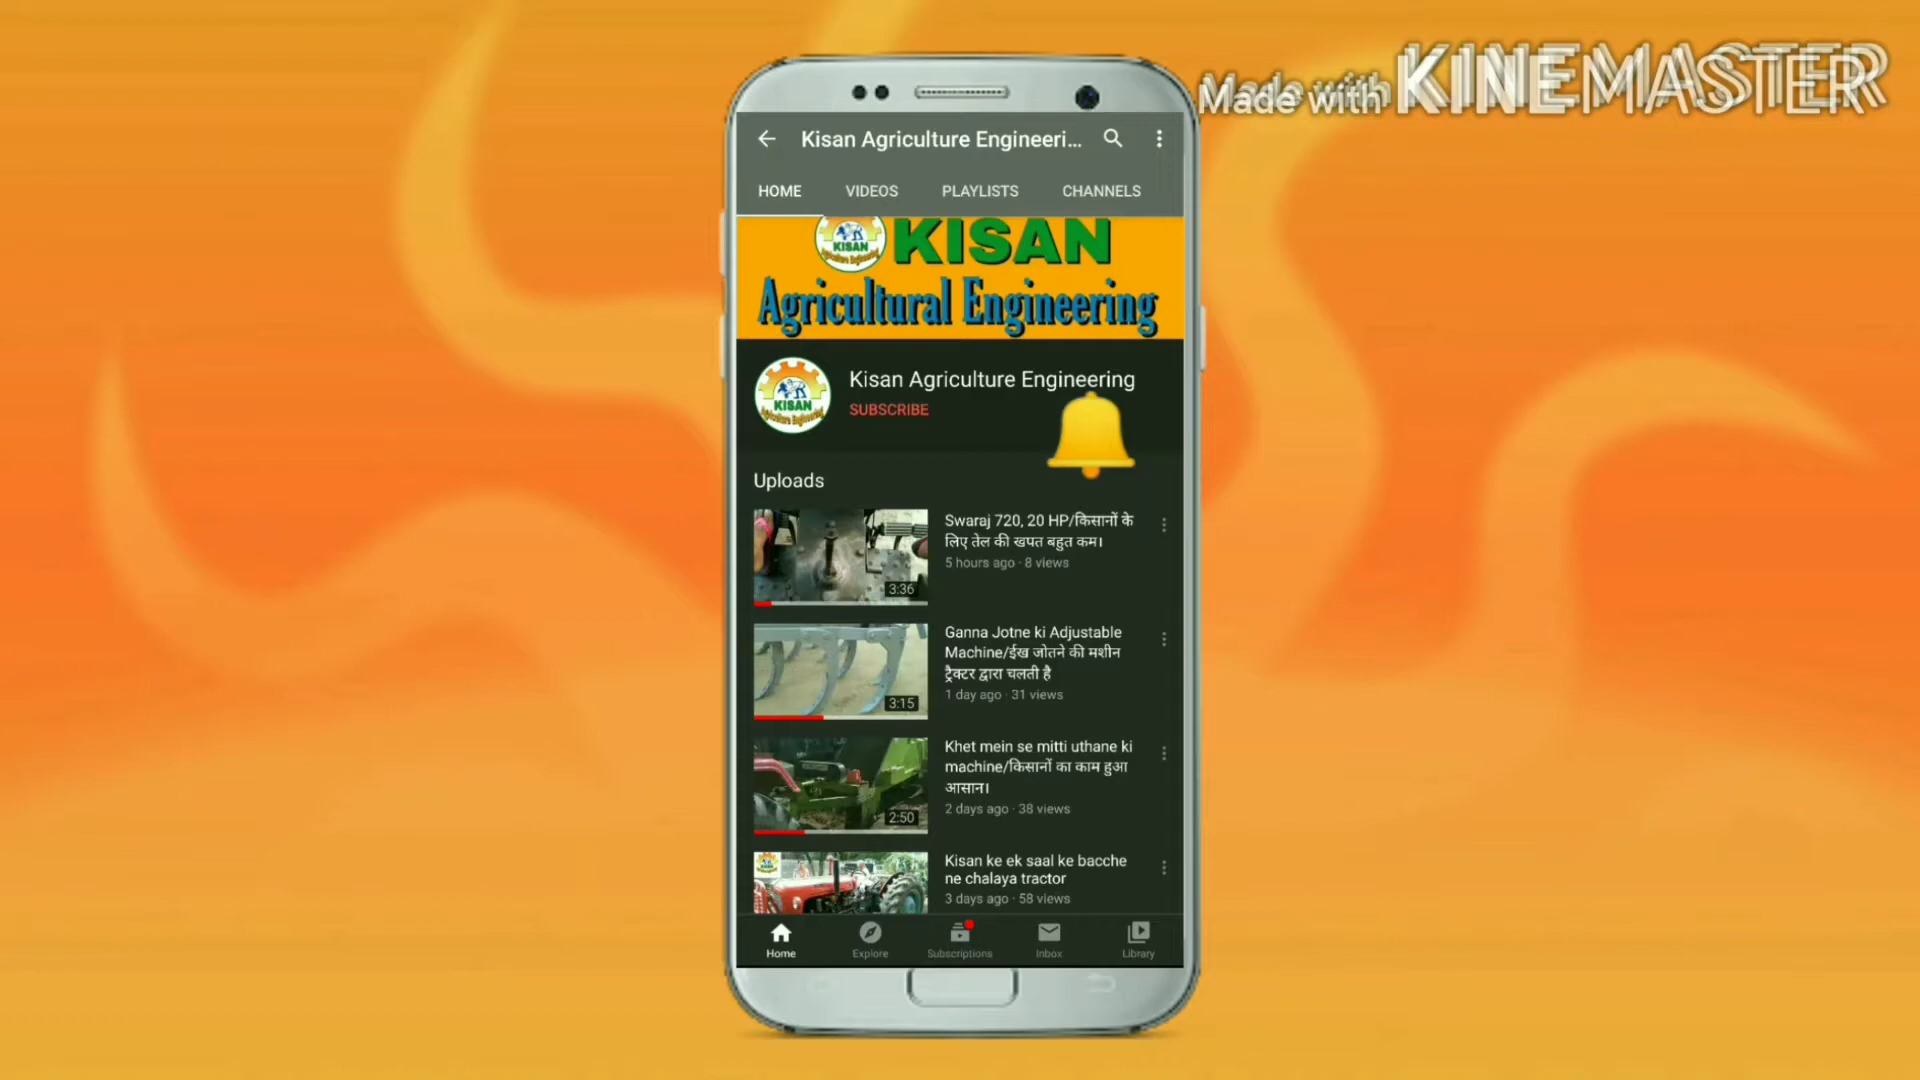 Made with KINEMASTER
Kisan Agriculture Engineeri...
HOME VIDEOS PLAYLISTS CHANNELS
KISAN
KISAN
Agricultural Engineering
Kisan Agriculture Engineering
SUBSCRIBE
KISAN
Uploads
Swaraj 720, 20 HP/किसानों के
लिए तेल की खपत बहुत कम।
5 hours ago · 8 views
3:36
Ganna Jotne ki Adjustable
Machine/ईख जोतने की मशीन
ट्रैक्टर द्वारा चलती है
1 day ago · 31 views
3:15
Khet mein se mitti uthane ki
machine/किसानों का काम हुआ
आसान।
2 days ago · 38 views
2:50
Kisan ke ek saal ke bacche
ne chalaya tractor
3 days ago · 58 views
Home Explore Subscriptions Inbox Library